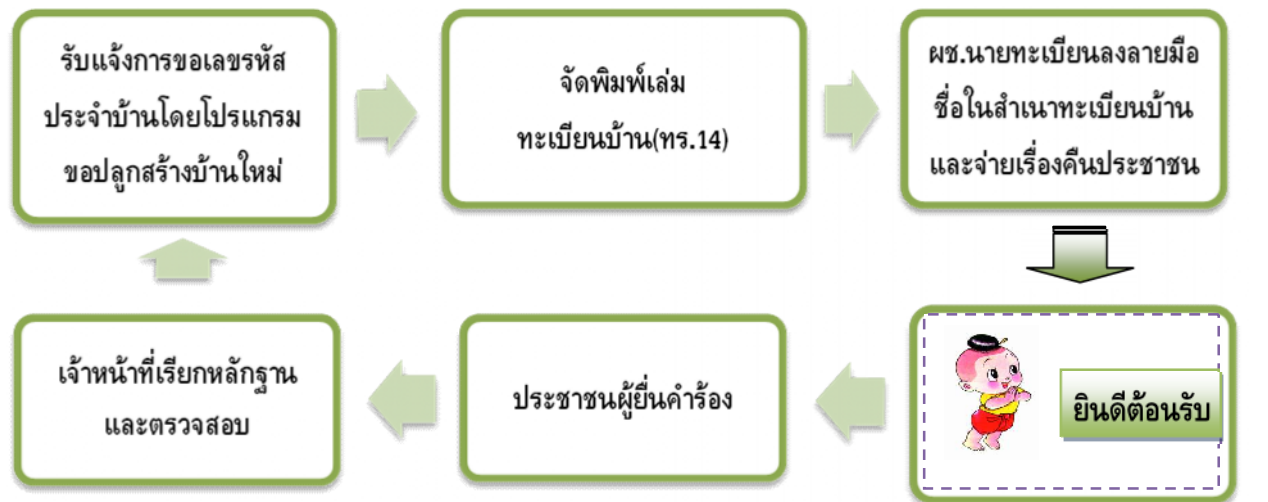 รับแจ้งการขอเลขรหัส
ประจำบ้านโดยโปรแกรม
ขอปลูกสร้างบ้านใหม่
จัดพิมพ์เล่ม
ทะเบียนบ้าน(ทร.14)
ผช.นายทะเบียนลงลายมือ
ชื่อในสำเนาทะเบียนบ้าน
และจ่ายเรื่องคืนประชาชน
เจ้าหน้าที่เรียกหลักฐาน
และตรวจสอบ
ประชาชนผู้ยื่นคำร้อง
ยินดีต้อนรับ